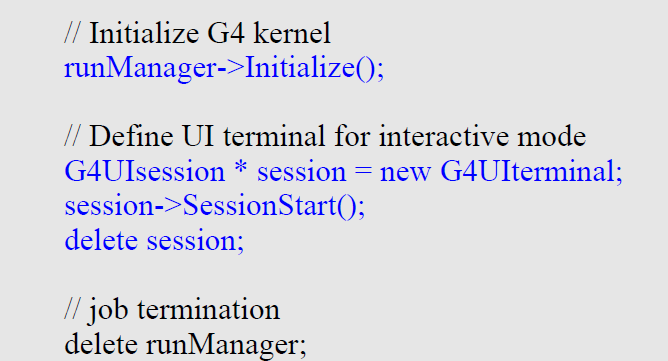 // Initialize G4 kernel
runManager->Initialize();
// Define UI terminal for interactive mode
G4UIsession * session = new G4UIterminal;
session->SessionStart();
delete session;
// job termination
delete runManager;